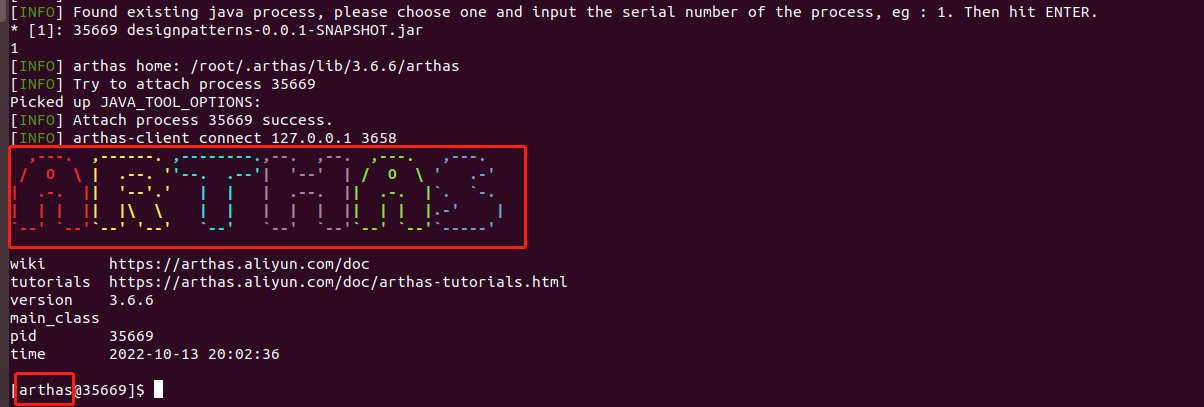 [INFO] Found existing java process, please choose one and input the serial number of the process, eg : 1. Then hit ENTER.
* [1]: 35669 designpatterns-0.0.1-SNAPSHOT.jar
1
[INFO] arthas home: /root/.arthas/lib/3.6.6/arthas
[INFO] Try to attach process 35669
Picked up JAVA_TOOL_OPTIONS:
[INFO] Attach process 35669 success.
[INFO] arthas-client connect 127.0.0.1 3658
ARTHAS
wiki https://arthas.aliyun.com/doc
tutorials https://arthas.aliyun.com/doc/arthas-tutorials.html
version 3.6.6
main_class
pid 35669
time 2022-10-13 20:02:36
[arthas@35669]$